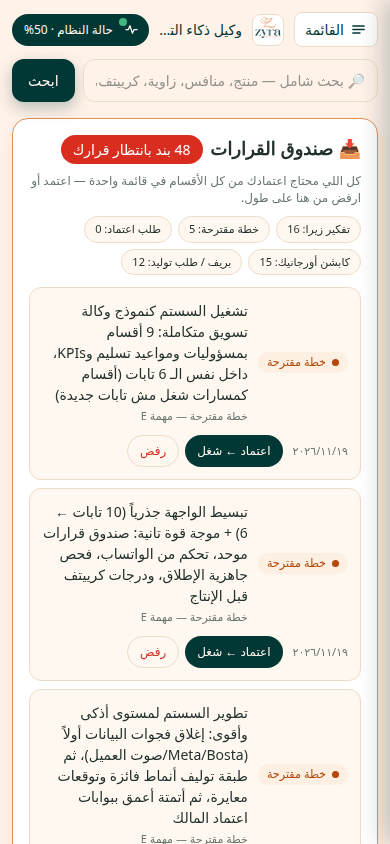 القائمة
zyra
وكيل ذكاء الت...
حالة النظام · 50%
🔎 بحث شامل — منتج، منافس، زاوية، كرييتف،
ابحث
📥 صندوق القرارات
48 بند بانتظار قرارك
كل اللي محتاج اعتمادك من كل الأقسام في قائمة واحدة — اعتمد أو
ارفض من هنا على طول.
تفكير زيرا: 16
خطة مقترحة: 5
طلب اعتماد: 0
كابشن أورجانيك: 15
بريف / طلب توليد: 12
خطة مقترحة
تشغيل السستم كنموذج وكالة
تسويق متكاملة: 9 أقسام
بمسؤوليات ومواعيد تسليم وKPIs،
داخل نفس الـ 6 تابات (أقسام
كمسارات شغل مش تابات جديدة)
خطة مقترحة — مهمة E
٢٠٢٦/١١/١٩
اعتماد ← شغل
رفض
خطة مقترحة
تبسيط الواجهة جذرياً (10 تابات ←
6) + موجة قوة تانية: صندوق قرارات
موحد، تحكم من الواتساب، فحص
جاهزية الإطلاق، ودرجات كرييتف
قبل الإنتاج
خطة مقترحة — مهمة E
٢٠٢٦/١١/١٩
اعتماد ← شغل
رفض
خطة مقترحة
تطوير السستم لمستوى أذكى
وأقوى: إغلاق فجوات البيانات أولاً
(Meta/Bosta/صوت العميل)، ثم
طبقة توليف أنماط فائزة وتوقعات
معايرة، ثم أتمتة أعمق ببوابات
اعتماد المالك
خطة مقترحة — مهمة E